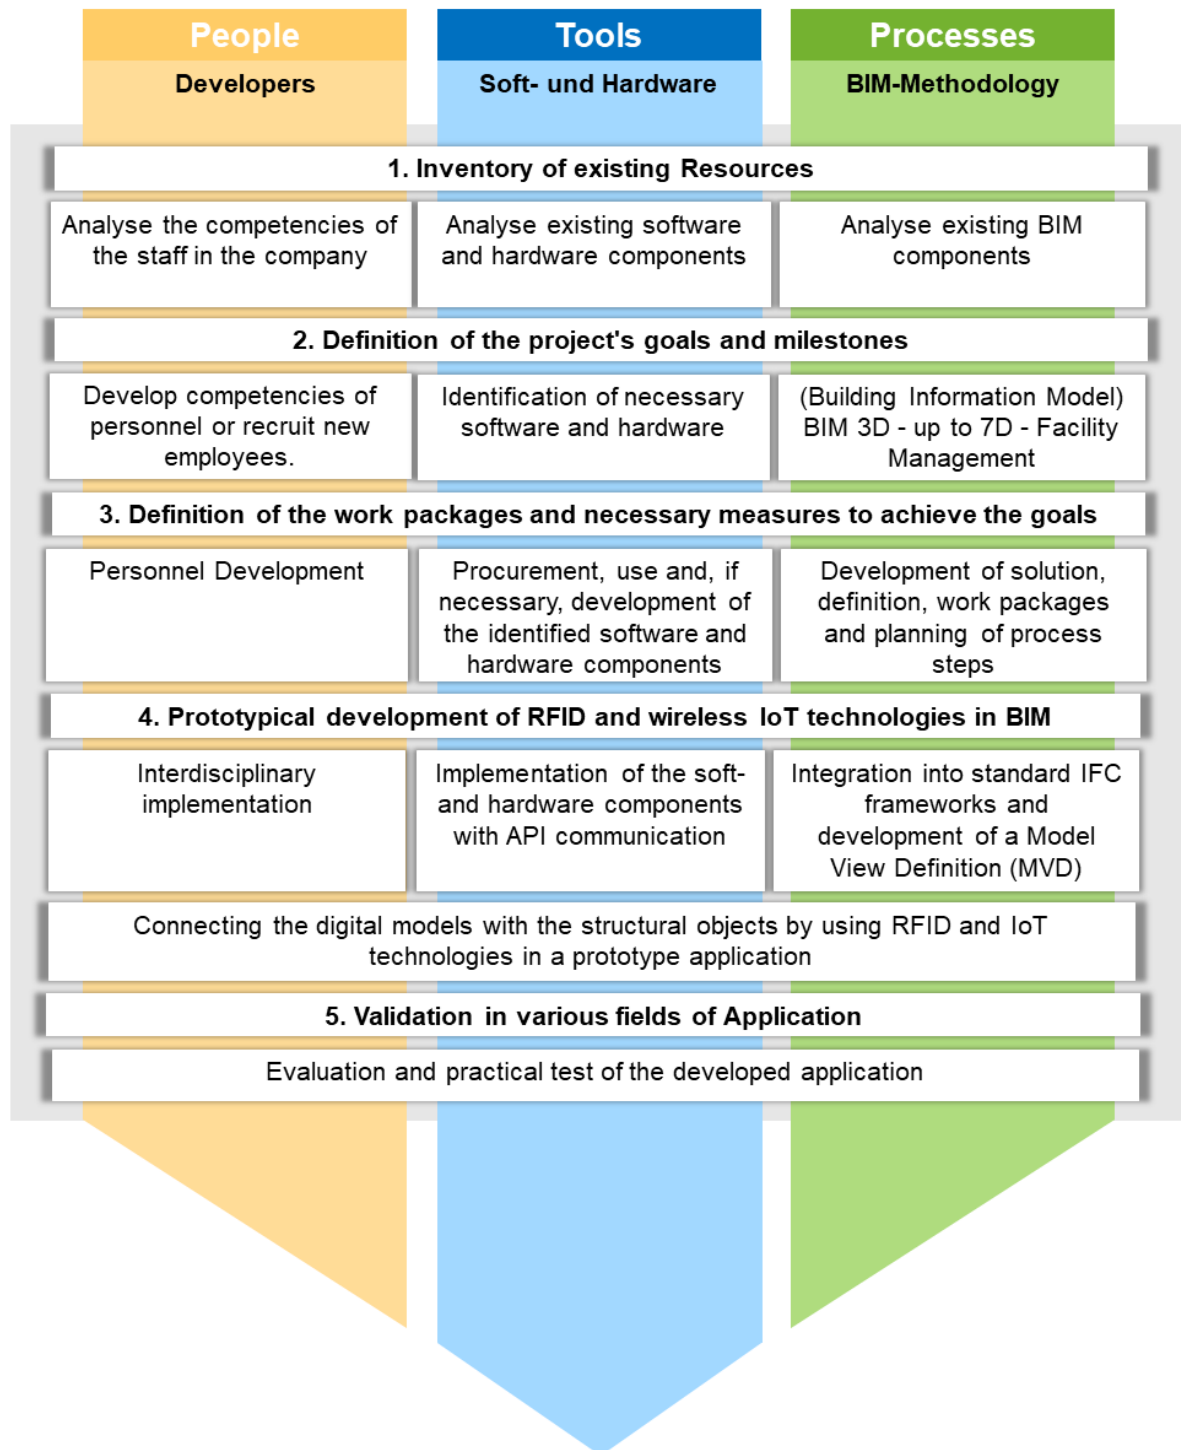 People
Tools
Processes
Developers
Soft- und Hardware
BIM-Methodology
1. Inventory of existing Resources
Analyse the competencies of
the staff in the company
Analyse existing software
and hardware components
Analyse existing BIM
components
2. Definition of the project's goals and milestones
Develop competencies of
personnel or recruit new
employees.
Identification of necessary
software and hardware
(Building Information Model)
BIM 3D - up to 7D - Facility
Management
3. Definition of the work packages and necessary measures to achieve the goals
Personnel Development
Procurement, use and, if
necessary, development of
the identified software and
hardware components
Development of solution,
definition, work packages
and planning of process
steps
4. Prototypical development of RFID and wireless IoT technologies in BIM
Interdisciplinary
implementation
Implementation of the soft-
and hardware components
with API communication
Integration into standard IFC
frameworks and
development of a Model
View Definition (MVD)
Connecting the digital models with the structural objects by using RFID and IoT
technologies in a prototype application
5. Validation in various fields of Application
Evaluation and practical test of the developed application